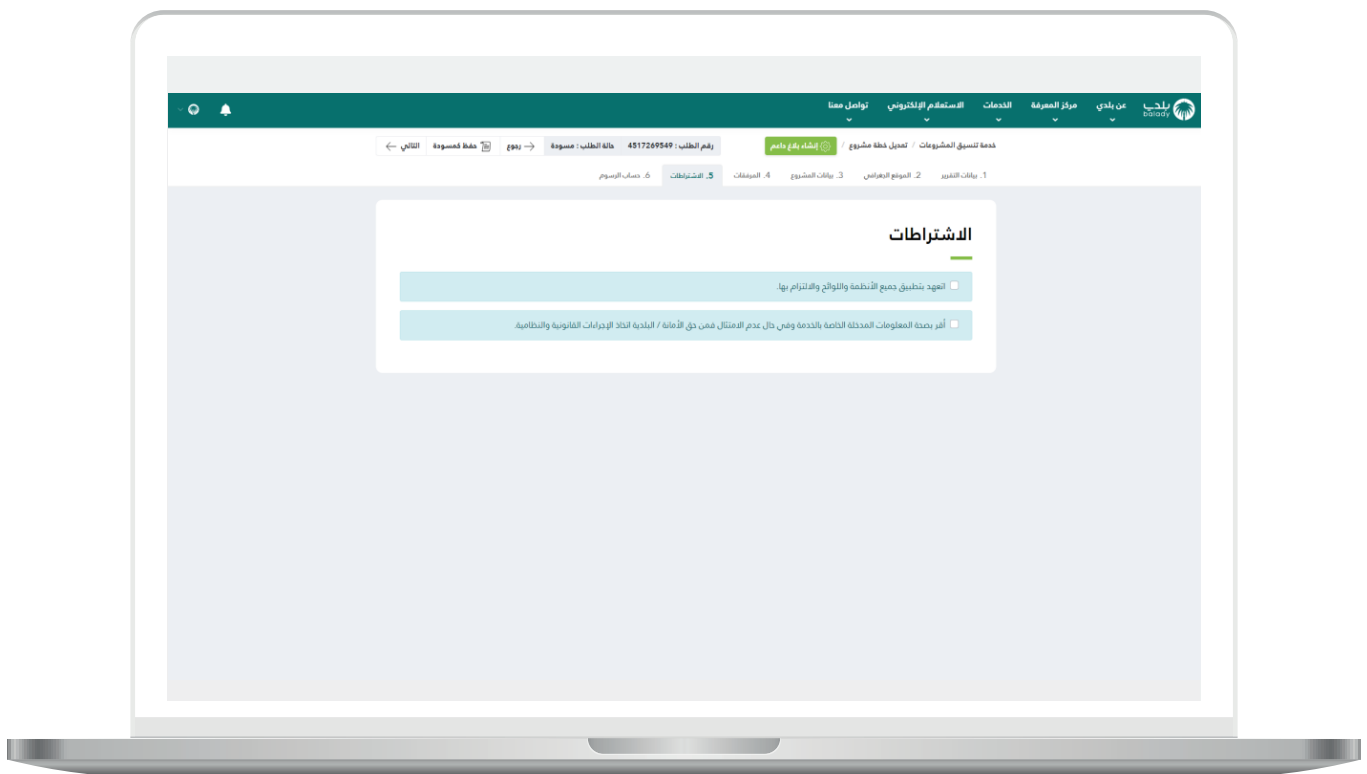 بلدي
balady
عن بلدي
مركز المعرفة
الخدمات
الاستعلام الإلكتروني
تواصل معنا
خدمة تنسيق المشروعات / تعديل خطة مشروع /
إنشاء بلاغ داعم
رقم الطلب : 4517269549
حالة الطلب : مسودة
رجوع
حفظ كمسودة
التالي
1. بيانات التقرير
2. الموقع الجغرافي
3. بيانات المشروع
4. المرفقات
5. الاشتراطات
6. حساب الرسوم
الاشتراطات
اتعهد بتطبيق جميع الأنظمة واللوائح والالتزام بها.
أقر بصحة المعلومات المدخلة الخاصة بالخدمة وفي حال عدم الامتثال فمن حق الأمانة / البلدية اتخاذ الإجراءات القانونية والنظامية.